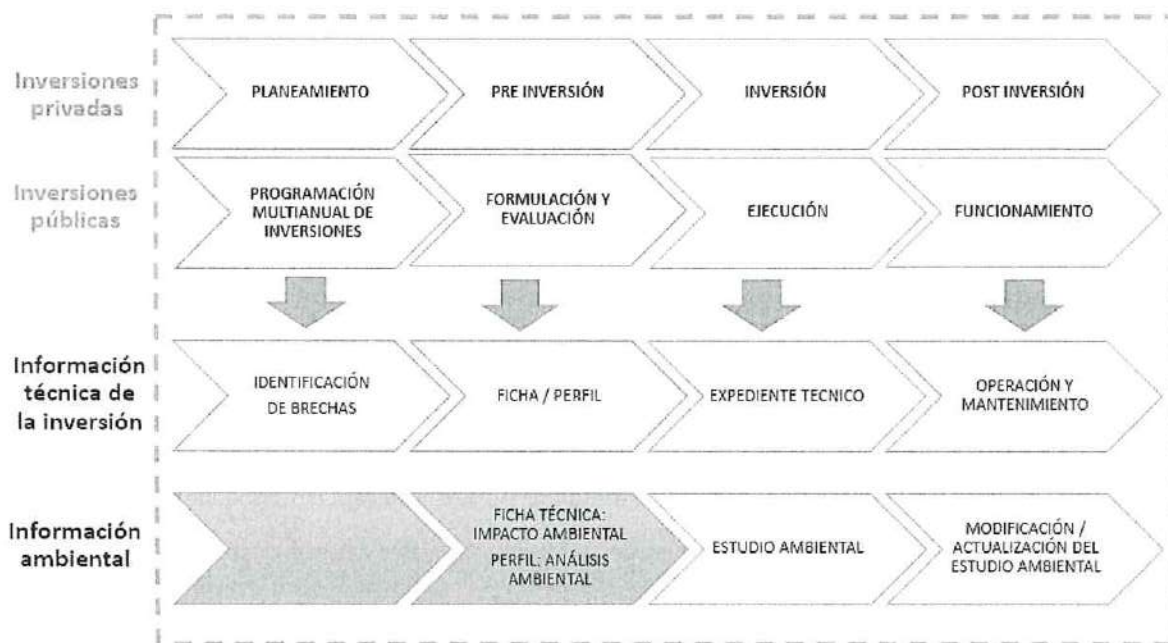 Inversiones
privadas
PLANEAMIENTO
PRE INVERSIÓN
INVERSIÓN
POST INVERSIÓN
Inversiones
públicas
PROGRAMACIÓN
MULTIANUAL DE
INVERSIONES
FORMULACIÓN Y
EVALUACIÓN
EJECUCIÓN
FUNCIONAMIENTO
Información
técnica de
la inversión
IDENTIFICACIÓN
DE BRECHAS
FICHA / PERFIL
EXPEDIENTE TECNICO
OPERACIÓN Y
MANTENIMIENTO
Información
ambiental
FICHA TÉCNICA:
IMPACTO AMBIENTAL
PERFIL: ANÁLISIS
AMBIENTAL
ESTUDIO AMBIENTAL
MODIFICACIÓN /
ACTUALIZACIÓN DEL
ESTUDIO AMBIENTAL